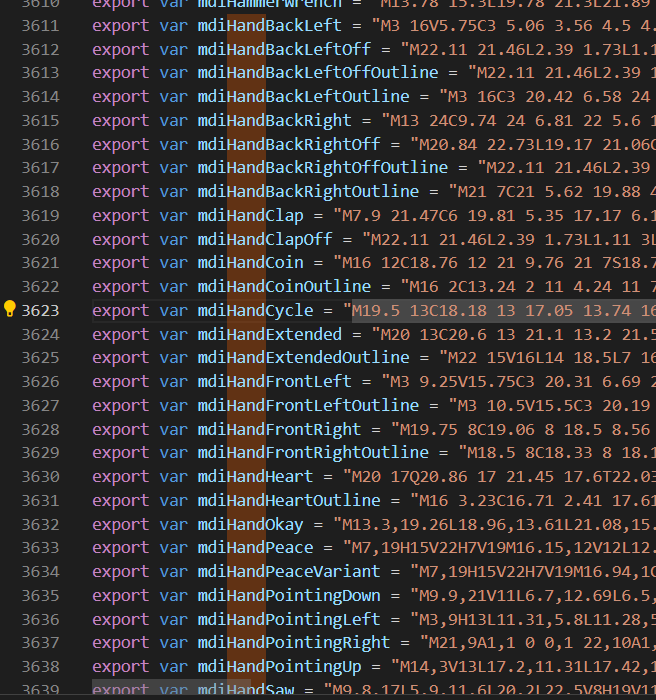 3610 export var mdiHammerWrench = "M13.78 15.3L19.78 21.3L21.89
3611 export var mdiHandBackLeft = "M3 16V5.75C3 5.06 3.56 4.5 4.
3612 export var mdiHandBackLeftOff = "M22.11 21.46L2.39 1.73L1.1
3613 export var mdiHandBackLeftOffOutline = "M22.11 21.46L2.39 1
3614 export var mdiHandBackLeftOutline = "M3 16C3 20.42 6.58 24
3615 export var mdiHandBackRight = "M13 24C9.74 24 6.81 22 5.6 1
3616 export var mdiHandBackRightOff = "M20.84 22.73L19.17 21.06C
3617 export var mdiHandBackRightOffOutline = "M22.11 21.46L2.39
3618 export var mdiHandBackRightOutline = "M21 7C21 5.62 19.88 4
3619 export var mdiHandClap = "M7.9 21.47C6 19.81 5.35 17.17 6.1
3620 export var mdiHandClapOff = "M22.11 21.46L2.39 1.73L1.11 3L
3621 export var mdiHandCoin = "M16 12C18.76 12 21 9.76 21 7S18.7
3622 export var mdiHandCoinOutline = "M16 2C13.24 2 11 4.24 11 7
3623 export var mdiHandCycle = "M19.5 13C18.18 13 17.05 13.74 16
3624 export var mdiHandExtended = "M20 13C20.6 13 21.1 13.2 21.5
3625 export var mdiHandExtendedOutline = "M22 15V16L14 18.5L7 16
3626 export var mdiHandFrontLeft = "M3 9.25V15.75C3 20.31 6.69 2
3627 export var mdiHandFrontLeftOutline = "M3 10.5V15.5C3 20.19
3628 export var mdiHandFrontRight = "M19.75 8C19.06 8 18.5 8.56
3629 export var mdiHandFrontRightOutline = "M18.5 8C18.33 8 18.1
3630 export var mdiHandHeart = "M20 17Q20.86 17 21.45 17.6T22.03
3631 export var mdiHandHeartOutline = "M16 3.23C16.71 2.41 17.61
3632 export var mdiHandOkay = "M13.3,19.26L18.96,13.61L21.08,15.
3633 export var mdiHandPeace = "M7,19H15V22H7V19M16.15,12V12L12.
3634 export var mdiHandPeaceVariant = "M7,19H15V22H7V19M16.94,10
3635 export var mdiHandPointingDown = "M9.9,21V11L6.7,12.69L6.5,
3636 export var mdiHandPointingLeft = "M3,9H13L11.31,5.8L11.28,5
3637 export var mdiHandPointingRight = "M21,9A1,1 0 0,1 22,10A1,
3638 export var mdiHandPointingUp = "M14,3V13L17.2,11.31L17.42,1
3639 export var mdiHandSaw = "M9.8,17L5.9,11.6L20.2L22.5V8H19V11